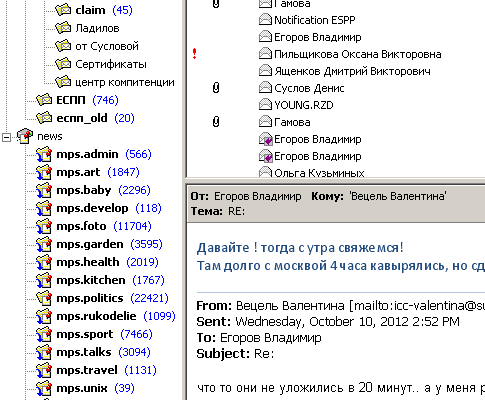 claim (45)
Ладилов
от Сусловой
Сертификаты
центр компитенции
ЕСПП (746)
еспп_old (20)
news
mps.admin (566)
mps.art (1847)
mps.baby (2296)
mps.develop (118)
mps.foto (11704)
mps.garden (3595)
mps.health (2019)
mps.kitchen (1767)
mps.politics (22421)
mps.rukodelie (1099)
mps.sport (7466)
mps.talks (3094)
mps.travel (1131)
mps.unix (39)
Гамова
Notification ESPP
Егоров Владимир
Пильщикова Оксана Викторовна
Ященков Дмитрий Викторович
Суслов Денис
YOUNG.RZD
Гамова
Егоров Владимир
Егоров Владимир
Ольга Кузьминых
От: Егоров Владимир Кому: 'Вецель Валентина'
Тема: RE:
Давайте ! тогда с утра свяжемся!
Там долго с москвой 4 часа кавырялись, но сд
From: Вецель Валентина [mailto:icc-valentina@su
Sent: Wednesday, October 10, 2012 2:52 PM
To: Егоров Владимир
Subject: Re:
что то они не уложились в 20 минут.. а у меня р